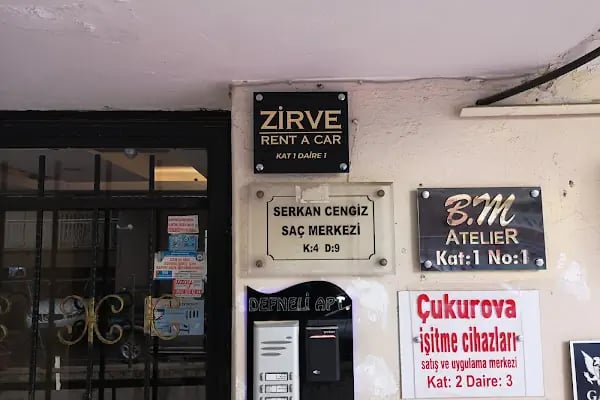 ZİRVE
RENT A CAR
KAT 1 DAİRE 1
SERKAN CENGİZ
SAÇ MERKEZİ
K:4 D:9
B.M
ATELIER
Kat:1 No:1
DEFNELİ APT.
Çukurova
işitme cihazları
satış ve uygulama merkezi
Kat: 2 Daire: 3